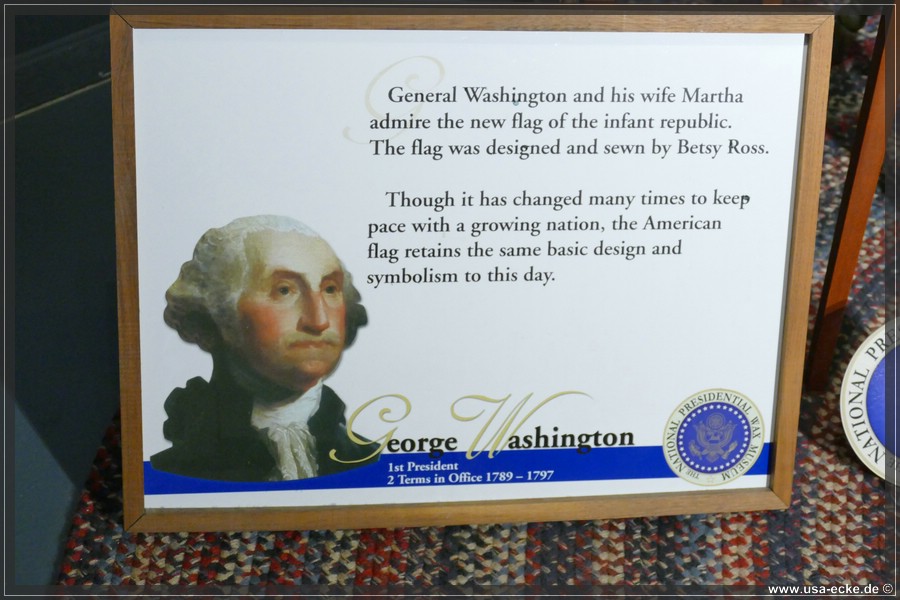 General Washington and his wife Martha
admire the new flag of the infant republic.
The flag was designed and sewn by Betsy Ross.
Though it has changed many times to keep
pace with a growing nation, the American
flag retains the same basic design and
symbolism to this day.
George Washington
1st President
2 Terms in Office 1789 – 1797
THE NATIONAL PRESIDENTIAL WAX MUSEUM
NATIONAL PRE
www.usa-ecke.de ©